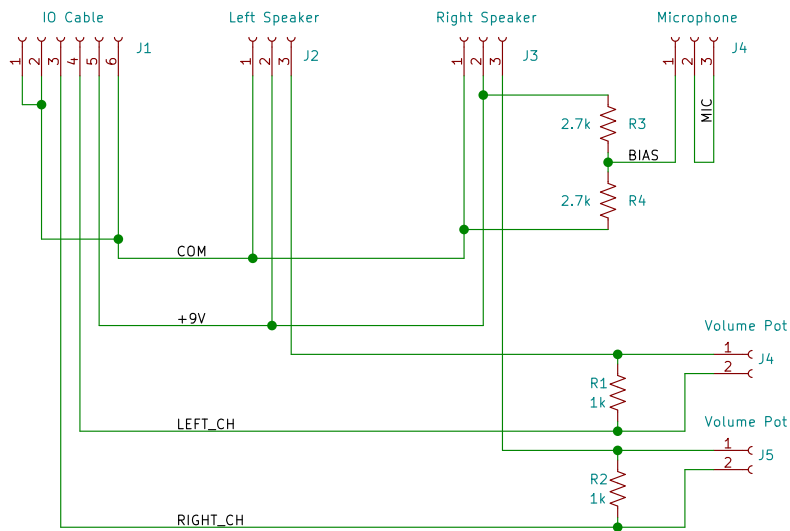 IO Cable
Left Speaker
Right Speaker
Microphone
1 2 3 4 5 6 J1
1 2 3 J2
1 2 3 J3
1 2 3 J4
MIC
2.7k R3
BIAS
2.7k R4
COM
+9V
Volume Pot
1
2
J4
R1
1k
LEFT_CH
Volume Pot
1
2
J5
R2
1k
RIGHT_CH